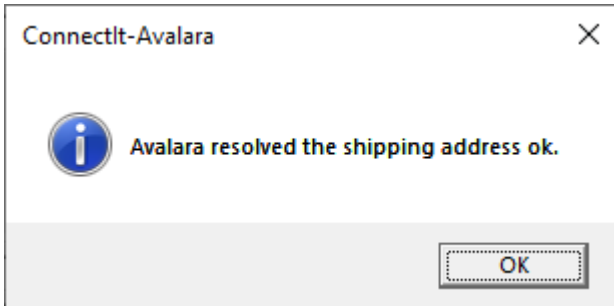 ConnectIt-Avalara
Avalara resolved the shipping address ok.
OK